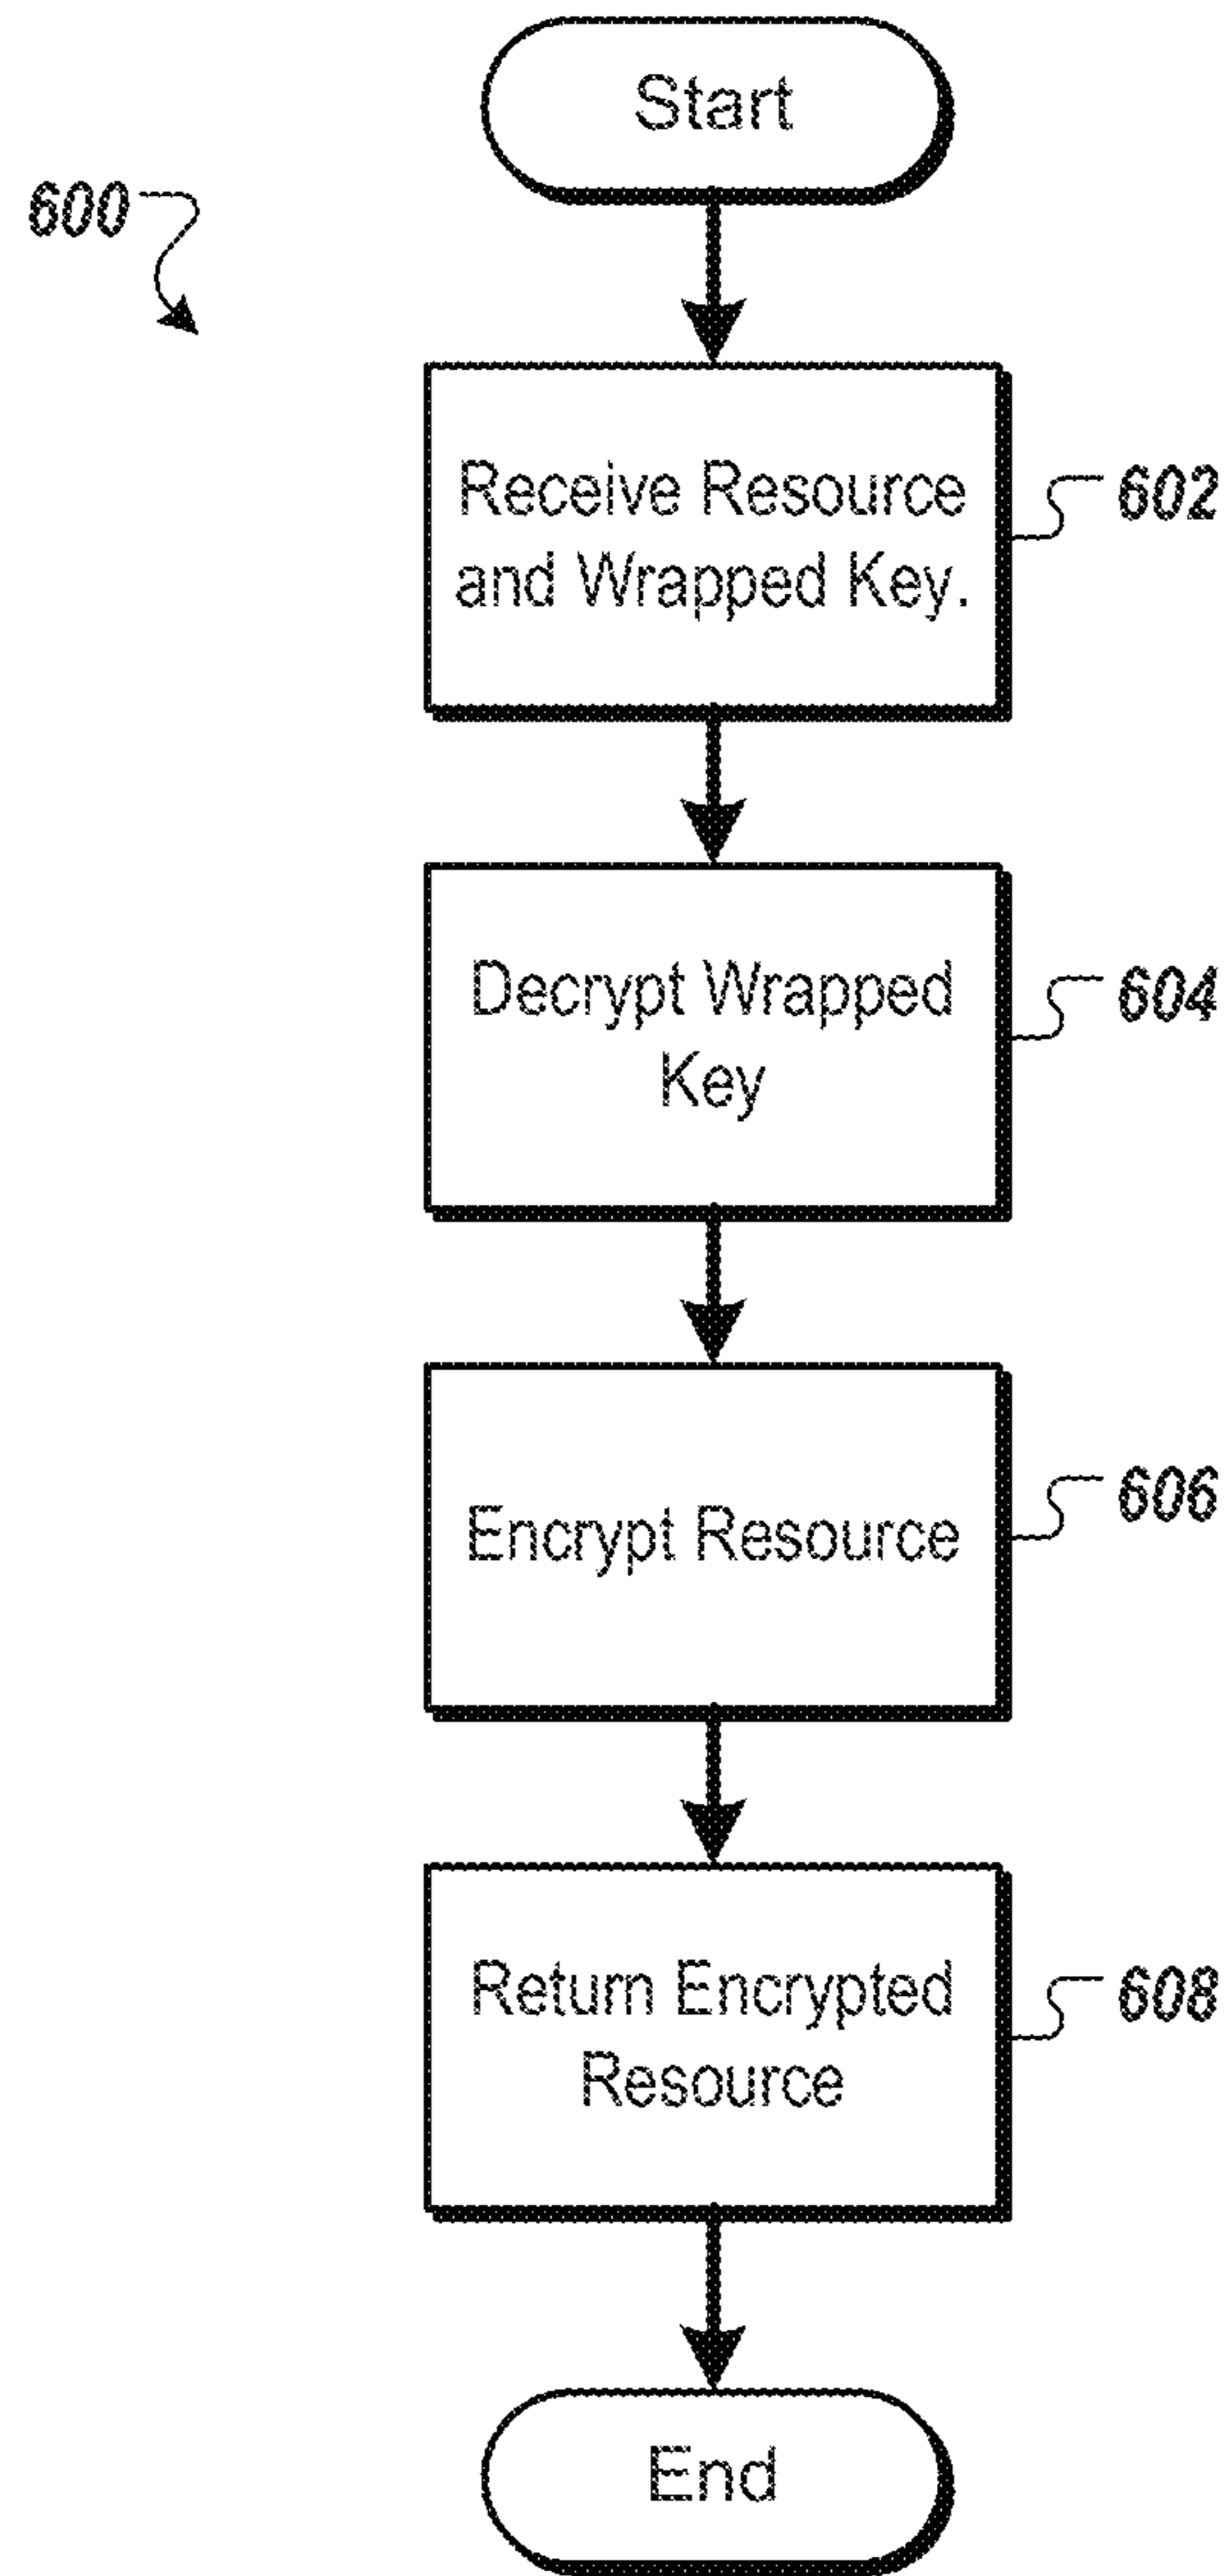 Start
600
Receive Resource
and Wrapped Key.
602
Decrypt Wrapped
Key
604
Encrypt Resource
606
Return Encrypted
Resource
608
End